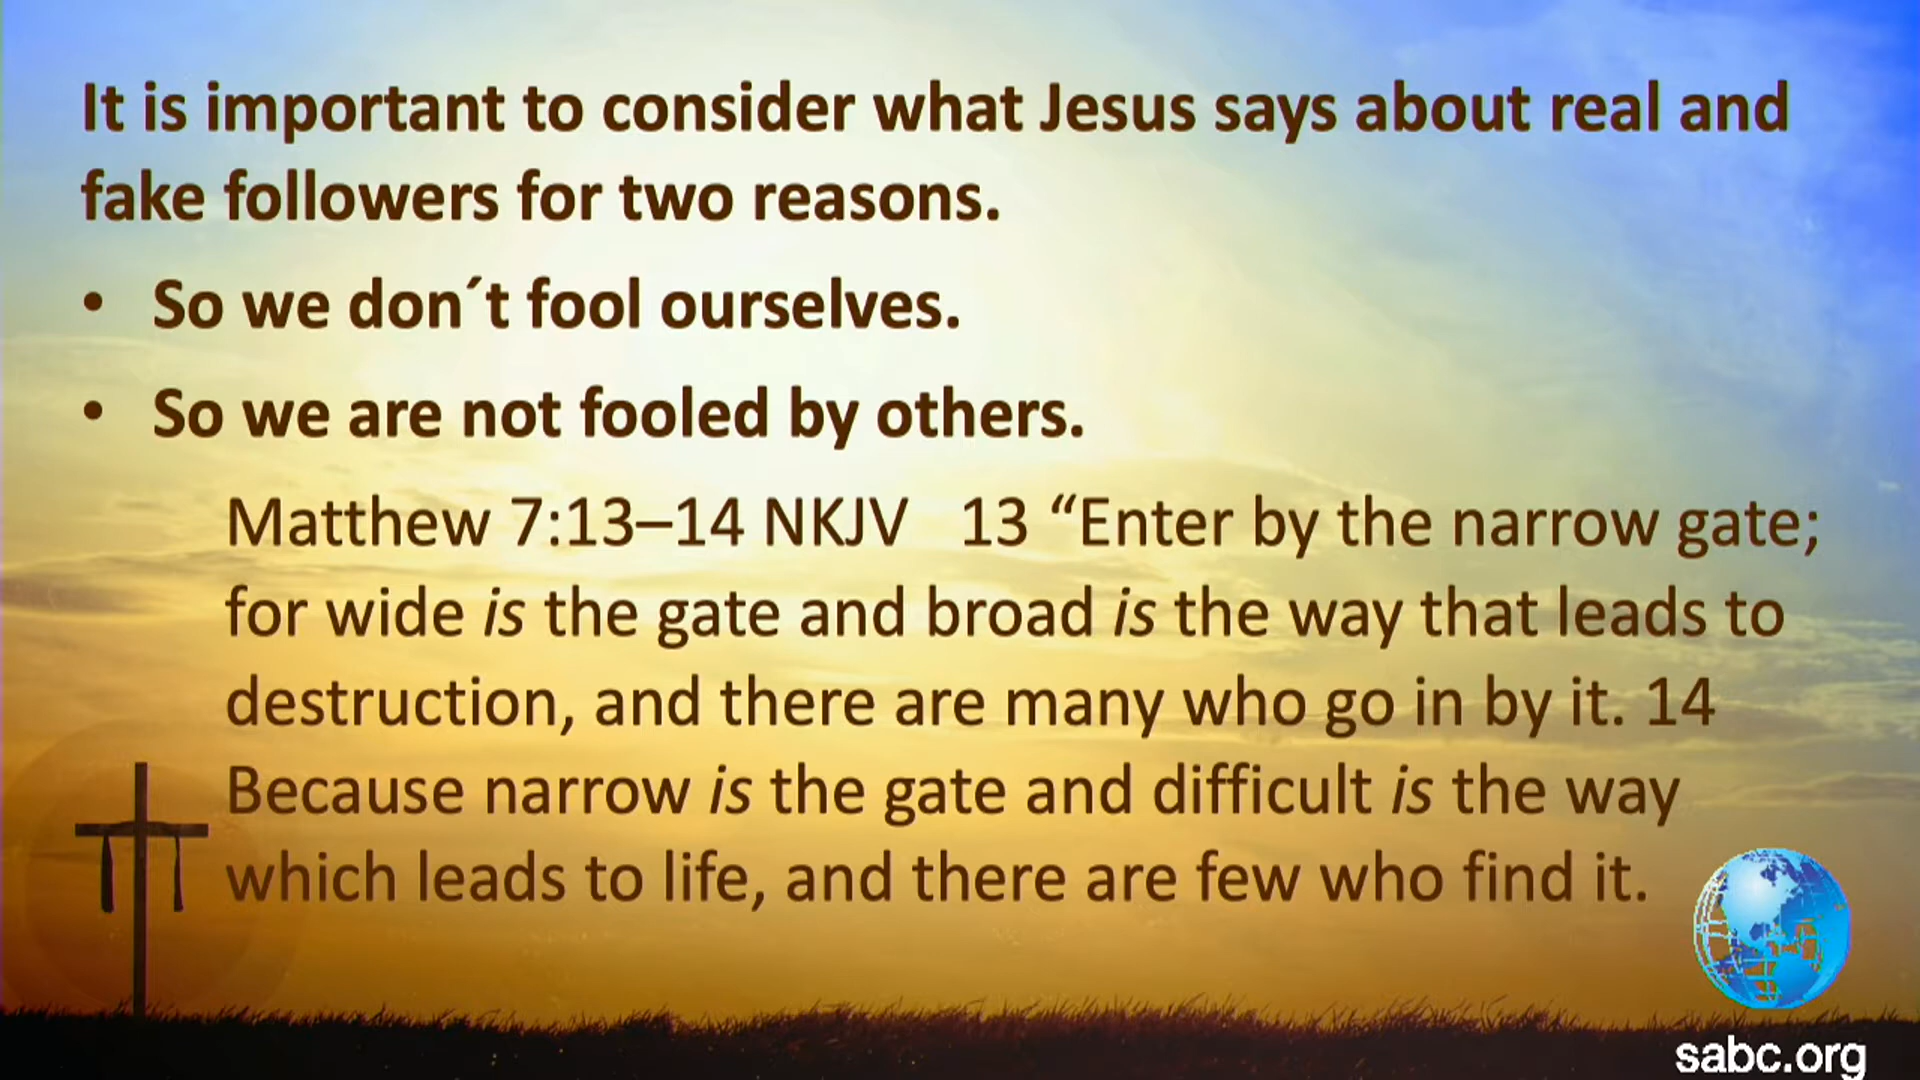 It is important to consider what Jesus says about real and
fake followers for two reasons.
• So we don´t fool ourselves.
• So we are not fooled by others.
Matthew 7:13–14 NKJV   13 “Enter by the narrow gate;
for wide is the gate and broad is the way that leads to
destruction, and there are many who go in by it. 14
Because narrow is the gate and difficult is the way
which leads to life, and there are few who find it.
sabc.org